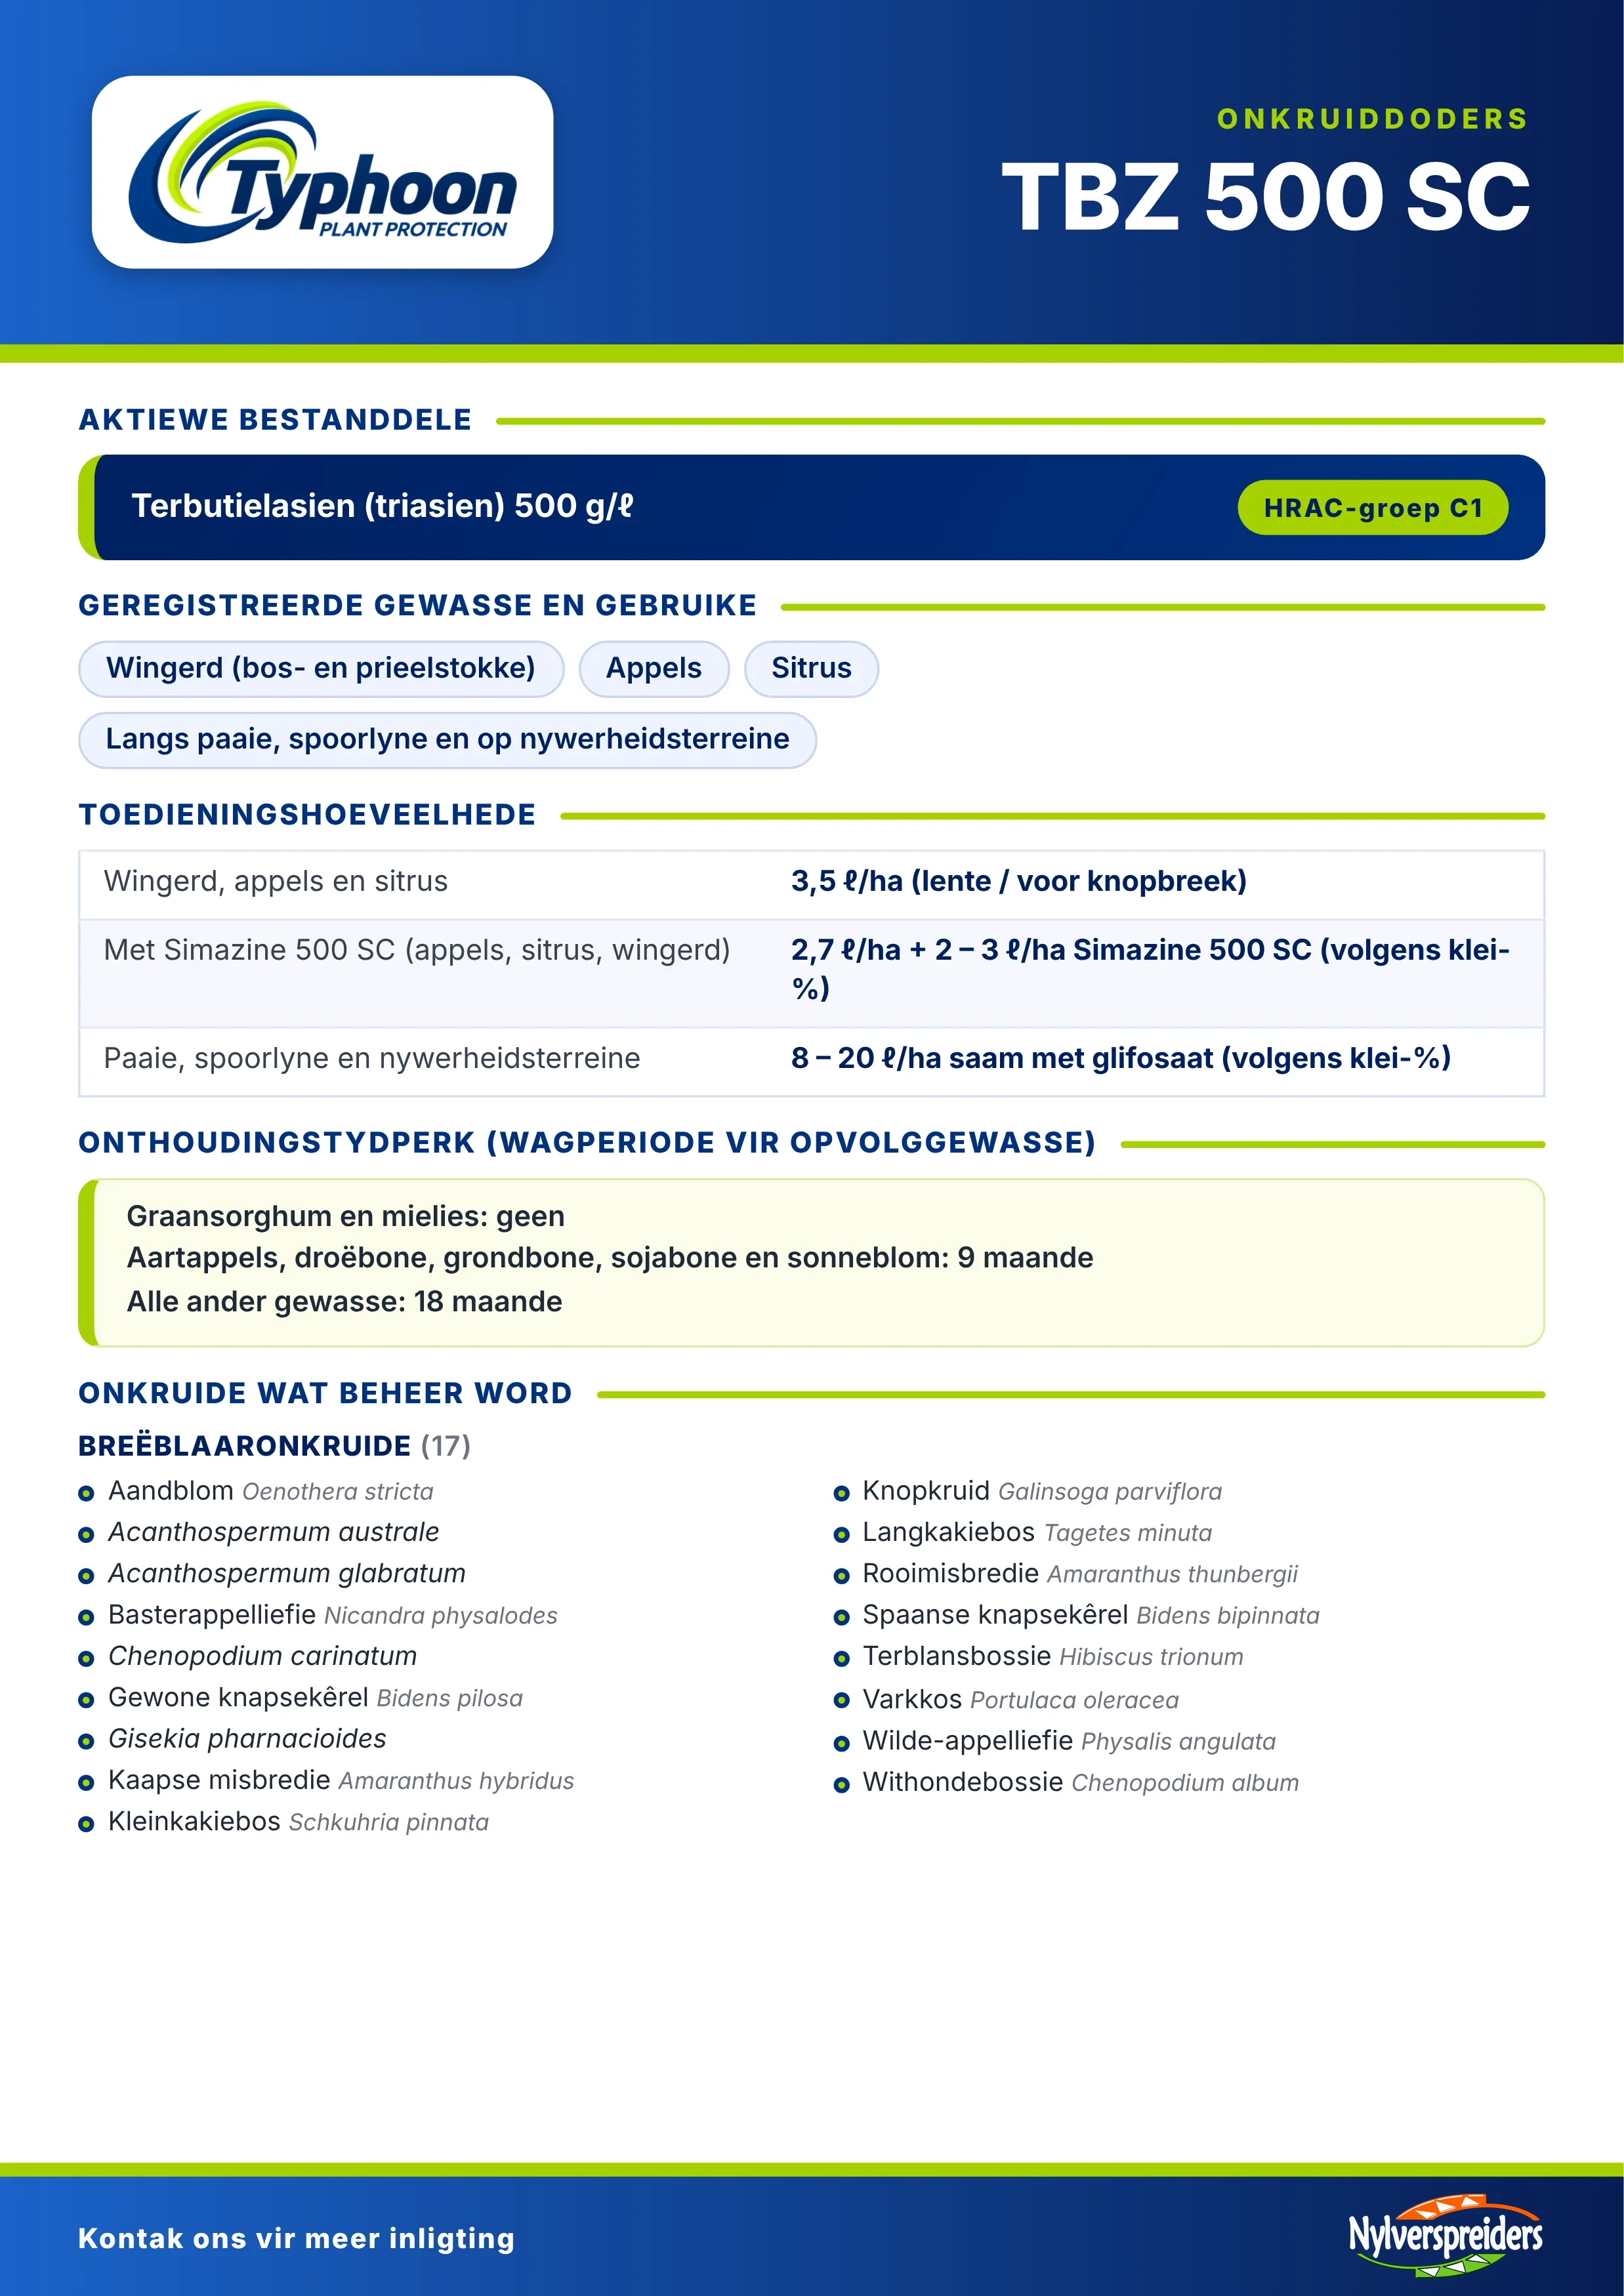 Typhoon
PLANT PROTECTION
ONKRUIDDODERS
TBZ 500 SC
AKTIEWE BESTANDDELE
Terbutielasien (triasien) 500 g/ℓ
HRAC-groep C1
GEREGISTREERDE GEWASSE EN GEBRUIKE
Wingerd (bos- en prieelstokke)
Appels
Sitrus
Langs paaie, spoorlyne en op nywerheidsterreine
TOEDIENINGSHOEVEELHEDE
Wingerd, appels en sitrus
3,5 ℓ/ha (lente / voor knopbreek)
Met Simazine 500 SC (appels, sitrus, wingerd)
2,7 ℓ/ha + 2 – 3 ℓ/ha Simazine 500 SC (volgens klei-
%)
Paaie, spoorlyne en nywerheidsterreine
8 – 20 ℓ/ha saam met glifosaat (volgens klei-%)
ONTHOUDINGSTYDPERK (WAGPERIODE VIR OPVOLGGEWASSE)
Graansorghum en mielies: geen
Aartappels, droëbone, grondbone, sojabone en sonneblom: 9 maande
Alle ander gewasse: 18 maande
ONKRUIDE WAT BEHEER WORD
BREËBLAARONKRUIDE (17)
Aandblom Oenothera stricta
Acanthospermum australe
Acanthospermum glabratum
Basterappelliefie Nicandra physalodes
Chenopodium carinatum
Gewone knapsekêrel Bidens pilosa
Gisekia pharnacioides
Kaapse misbredie Amaranthus hybridus
Kleinkakiebos Schkuhria pinnata
Knopkruid Galinsoga parviflora
Langkakiebos Tagetes minuta
Rooimisbredie Amaranthus thunbergii
Spaanse knapsekêrel Bidens bipinnata
Terblansbossie Hibiscus trionum
Varkkos Portulaca oleracea
Wilde-appelliefie Physalis angulata
Withondebossie Chenopodium album
Kontak ons vir meer inligting
Nylverspreiders